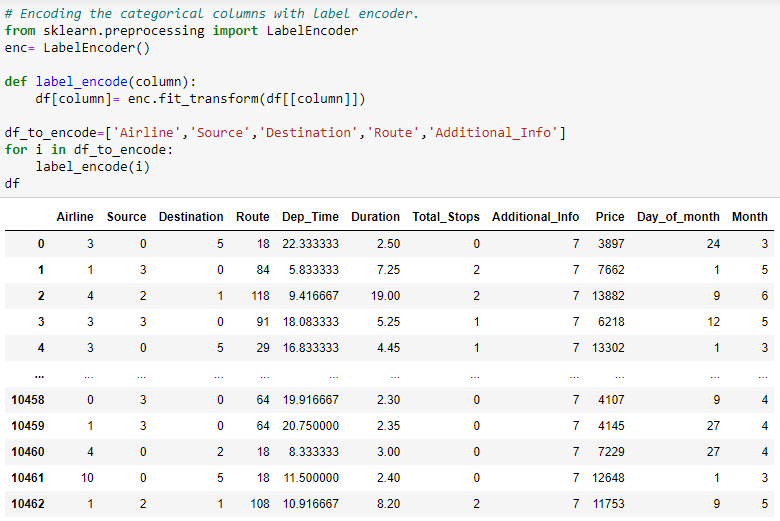 # Encoding the categorical columns with label encoder.
from sklearn.preprocessing import LabelEncoder
enc= LabelEncoder()
def label_encode(column):
df[column]= enc.fit_transform(df[[column]])
df_to_encode=['Airline','Source','Destination','Route','Additional_Info']
for i in df_to_encode:
label_encode(i)
df
Airline Source Destination Route Dep_Time Duration Total_Stops Additional_Info Price Day_of_month Month
0 3 0 5 18 22.333333 2.50 0 7 3897 24 3
1 1 3 0 84 5.833333 7.25 2 7 7662 1 5
2 4 2 1 118 9.416667 19.00 2 7 13882 9 6
3 3 3 0 91 18.083333 5.25 1 7 6218 12 5
4 3 0 5 29 16.833333 4.45 1 7 13302 1 3
... ... ... ... ... ... ... ... ... ... ... ...
10458 0 3 0 64 19.916667 2.30 0 7 4107 9 4
10459 1 3 0 64 20.750000 2.35 0 7 4145 27 4
10460 4 0 2 18 8.333333 3.00 0 7 7229 27 4
10461 10 0 5 18 11.500000 2.40 0 7 12648 1 3
10462 1 2 1 108 10.916667 8.20 2 7 11753 9 5